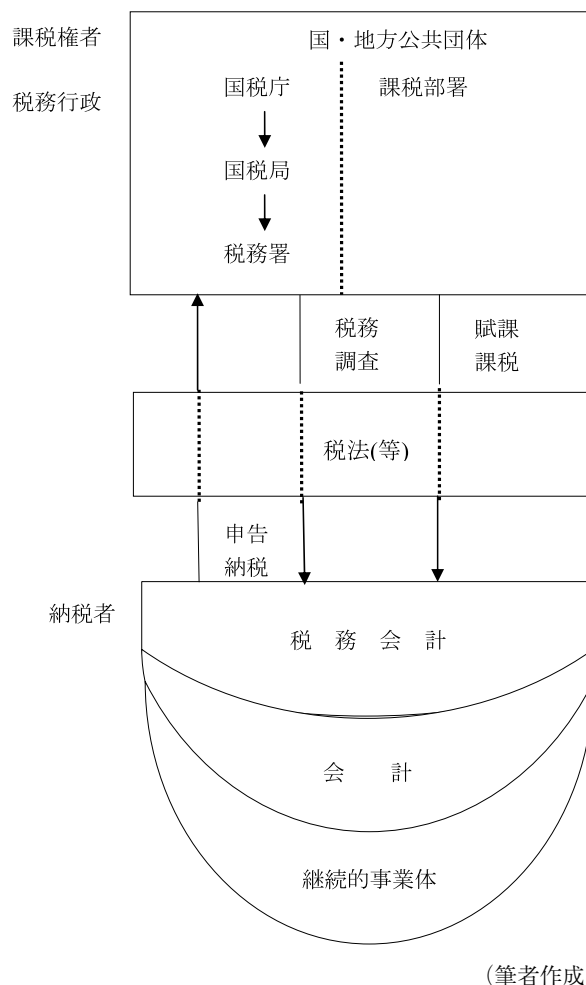 課税権者
国・地方公共団体
税務行政
国税庁
課税部署
国税局
税務署
税務
調査
賦課
課税
税法(等)
申告
納税
納税者
税 務 会 計
会 計
継続的事業体
（筆者作成